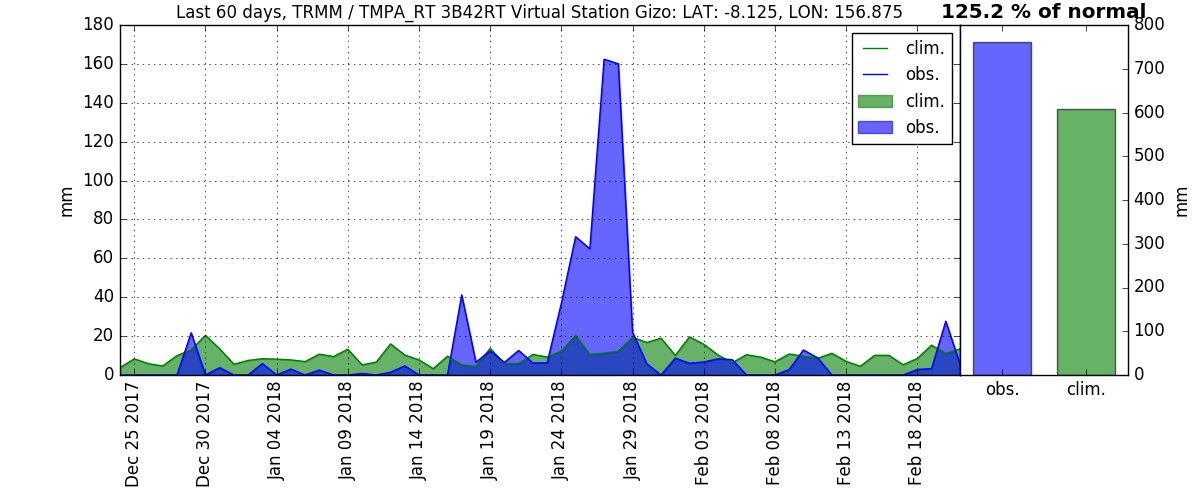 Last 60 days, TRMM / TMPA_RT 3B42RT Virtual Station Gizo: LAT: -8.125, LON: 156.875
125.2 % of normal
180
160
140
120
100
80
60
40
20
0
mm
clim.
obs.
clim.
obs.
Dec 25 2017
Dec 30 2017
Jan 04 2018
Jan 09 2018
Jan 14 2018
Jan 19 2018
Jan 24 2018
Jan 29 2018
Feb 03 2018
Feb 08 2018
Feb 13 2018
Feb 18 2018
800
700
600
500
400
300
200
100
0
mm
obs.
clim.